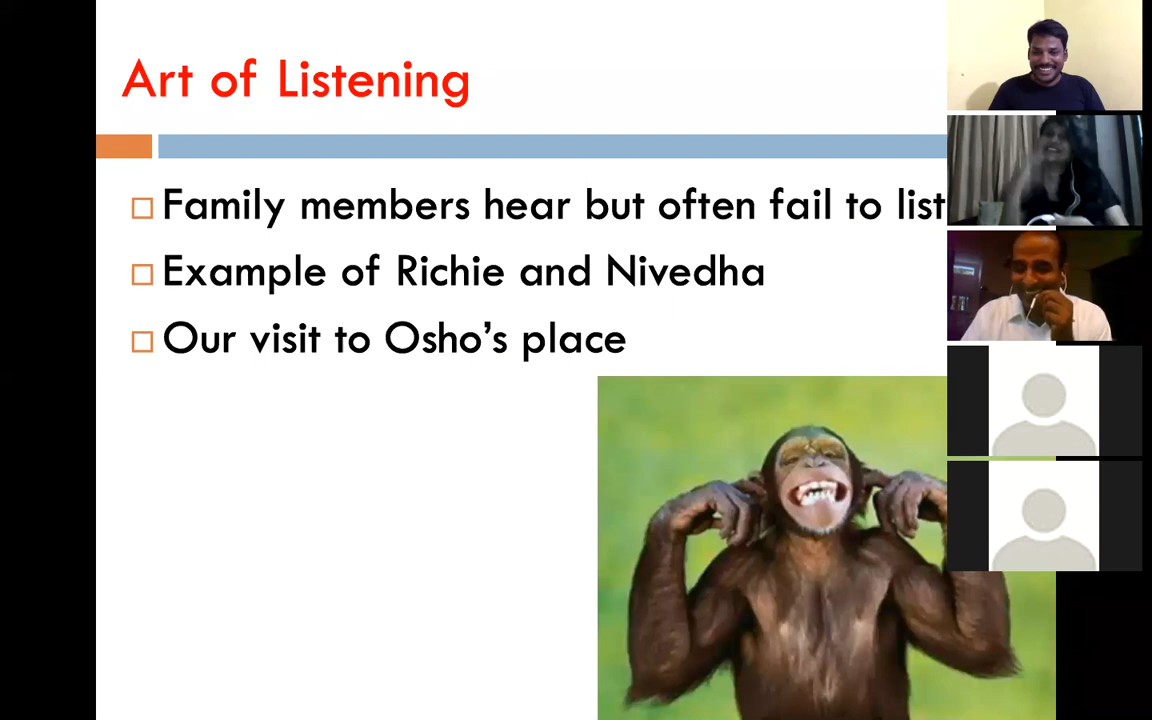 Art of Listening
Family members hear but often fail to
Example of Richie and Nivedha
Our visit to Osho's place